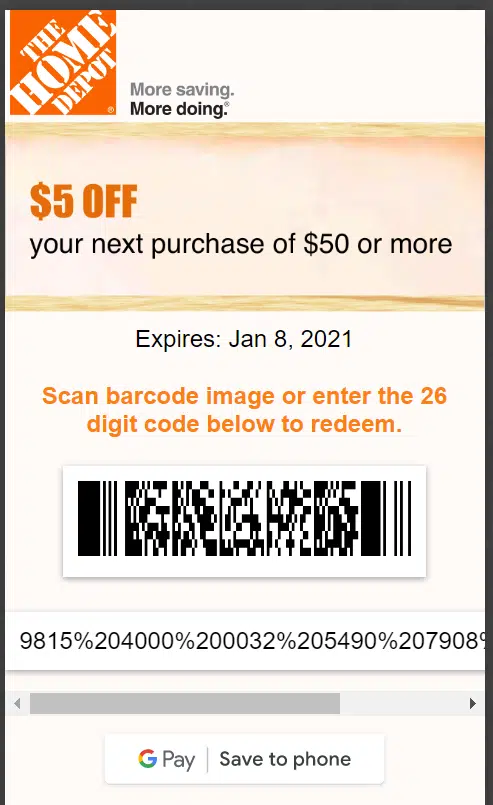 THE
HOME
DEPOT
®
More saving.
More doing.®
$5 OFF
your next purchase of $50 or more
Expires: Jan 8, 2021
Scan barcode image or enter the 26
digit code below to redeem.
9815%204000%200032%205490%207908%
G Pay | Save to phone